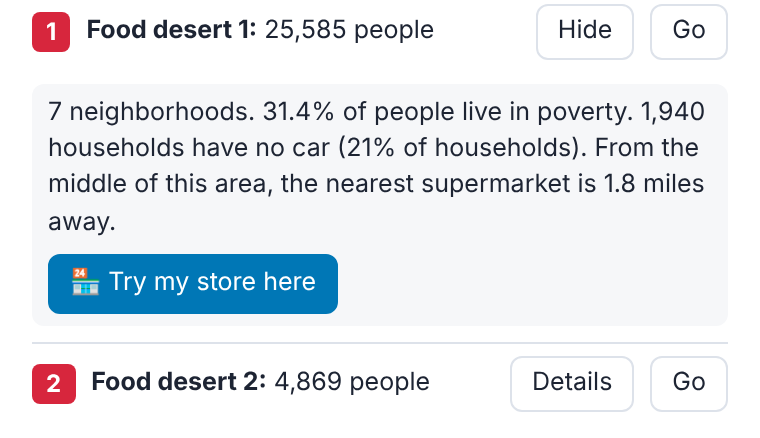 1 Food desert 1: 25,585 people Hide Go
7 neighborhoods. 31.4% of people live in poverty. 1,940
households have no car (21% of households). From the
middle of this area, the nearest supermarket is 1.8 miles
away.
24 Try my store here
2 Food desert 2: 4,869 people Details Go